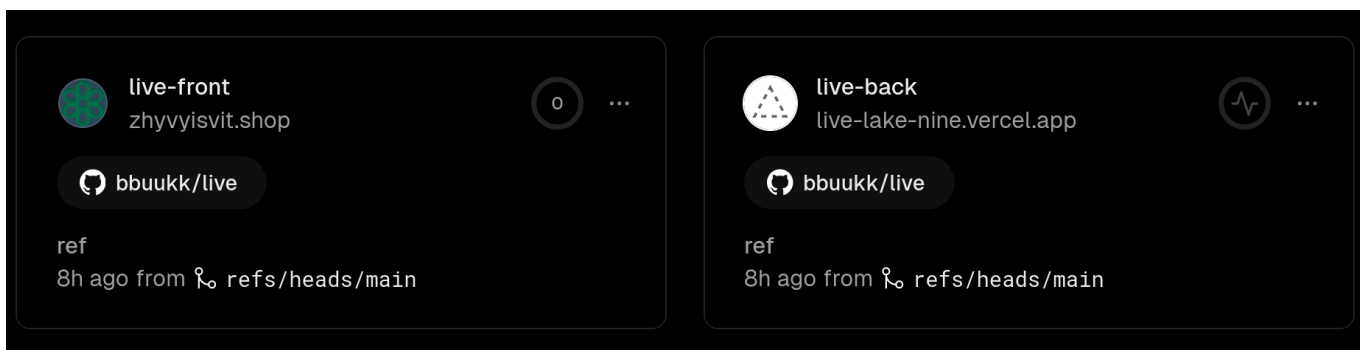 live-front
zhyvyisvit.shop
0
bbuukk/live
ref
8h ago from refs/heads/main
live-back
live-lake-nine.vercel.app
bbuukk/live
ref
8h ago from refs/heads/main